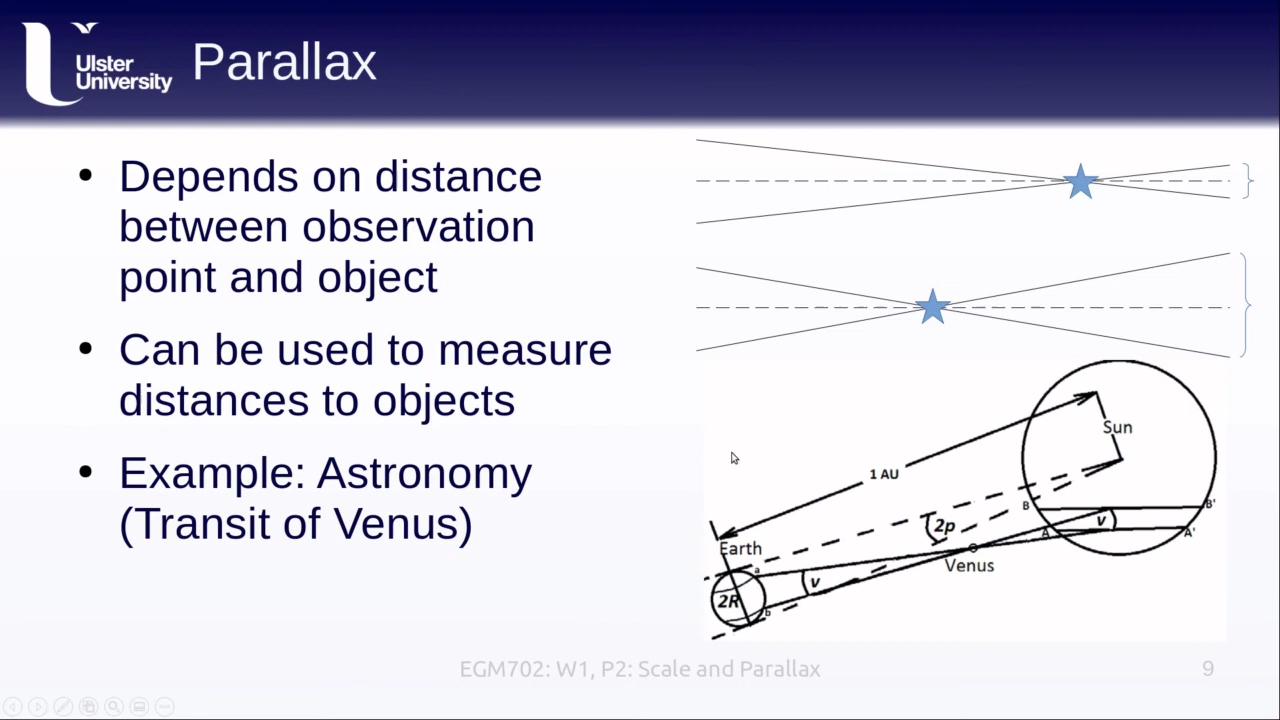 Ulster
University
Parallax
• Depends on distance
between observation
point and object
• Can be used to measure
distances to objects
• Example: Astronomy
(Transit of Venus)
Sun
1 AU
B
B'
2p
v
A
A'
Earth
Venus
a
v
2R
b
EGM702: W1, P2: Scale and Parallax
9